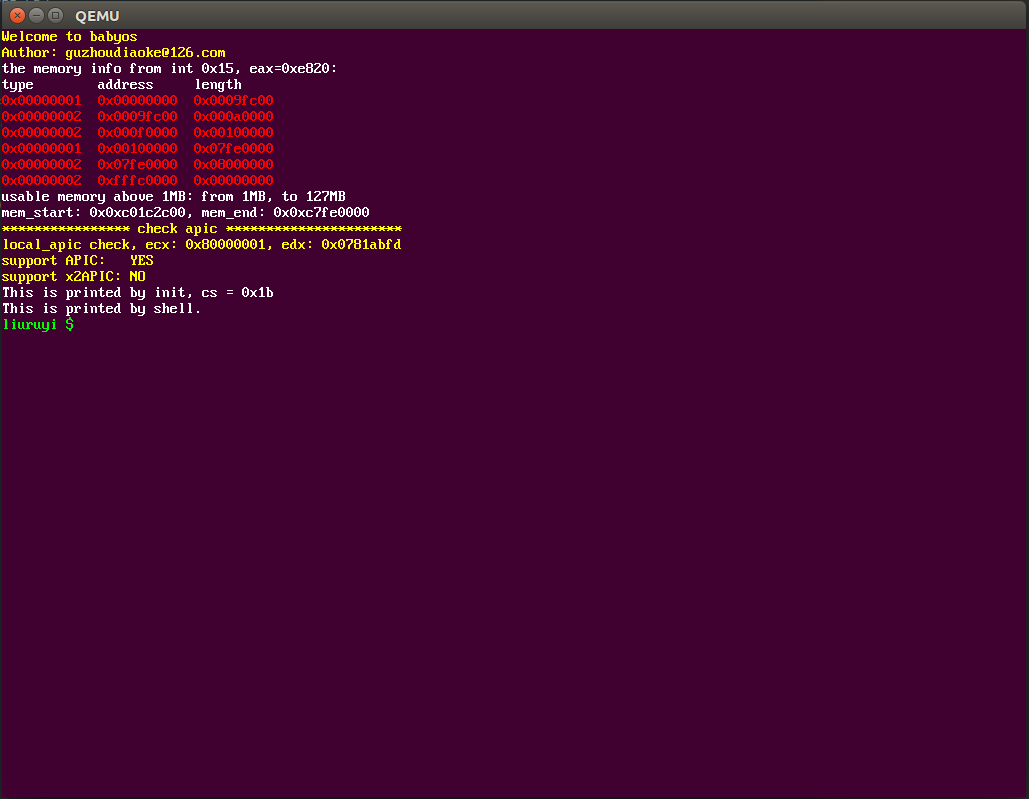 QEMU
Welcome to babyos
Author: guzhoudiaoke@126.com
the memory info from int 0x15, eax=0xe820:
type        address     length
0x00000001  0x00000000  0x0009fc00
0x00000002  0x0009fc00  0x000a0000
0x00000002  0x000f0000  0x00100000
0x00000001  0x00100000  0x07fe0000
0x00000002  0x07fe0000  0x08000000
0x00000002  0xfffc0000  0x00000000
usable memory above 1MB: from 1MB, to 127MB
mem_start: 0x0xc01c2c00, mem_end: 0x0xc7fe0000
**************** check apic **********************
local_apic check, ecx: 0x80000001, edx: 0x0781abfd
support APIC:   YES
support x2APIC: NO
This is printed by init, cs = 0x1b
This is printed by shell.
liuruyi $